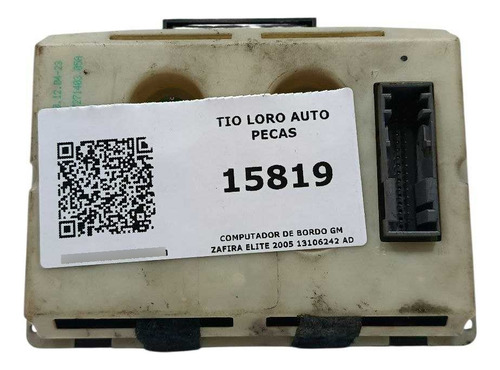 TIO LORO AUTO
PECAS
15819
COMPUTADOR DE BORDO GM
ZAFIRA ELITE 2005 13106242 AD